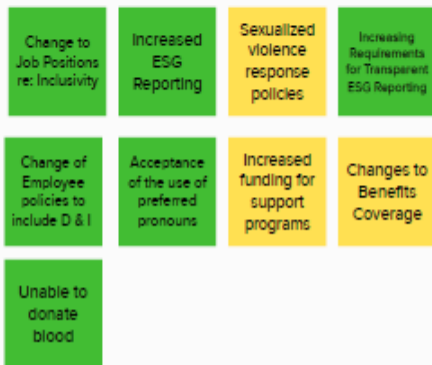 Change to
Job Positions
re: Inclusivity
Increased
ESG
Reporting
Sexualized
violence
response
policies
Increasing
Requirements
for Transparent
ESG Reporting
Change of
Employee
policies to
include D & I
Acceptance
of the use of
preferred
pronouns
Increased
funding for
support
programs
Changes to
Benefits
Coverage
Unable to
donate
blood